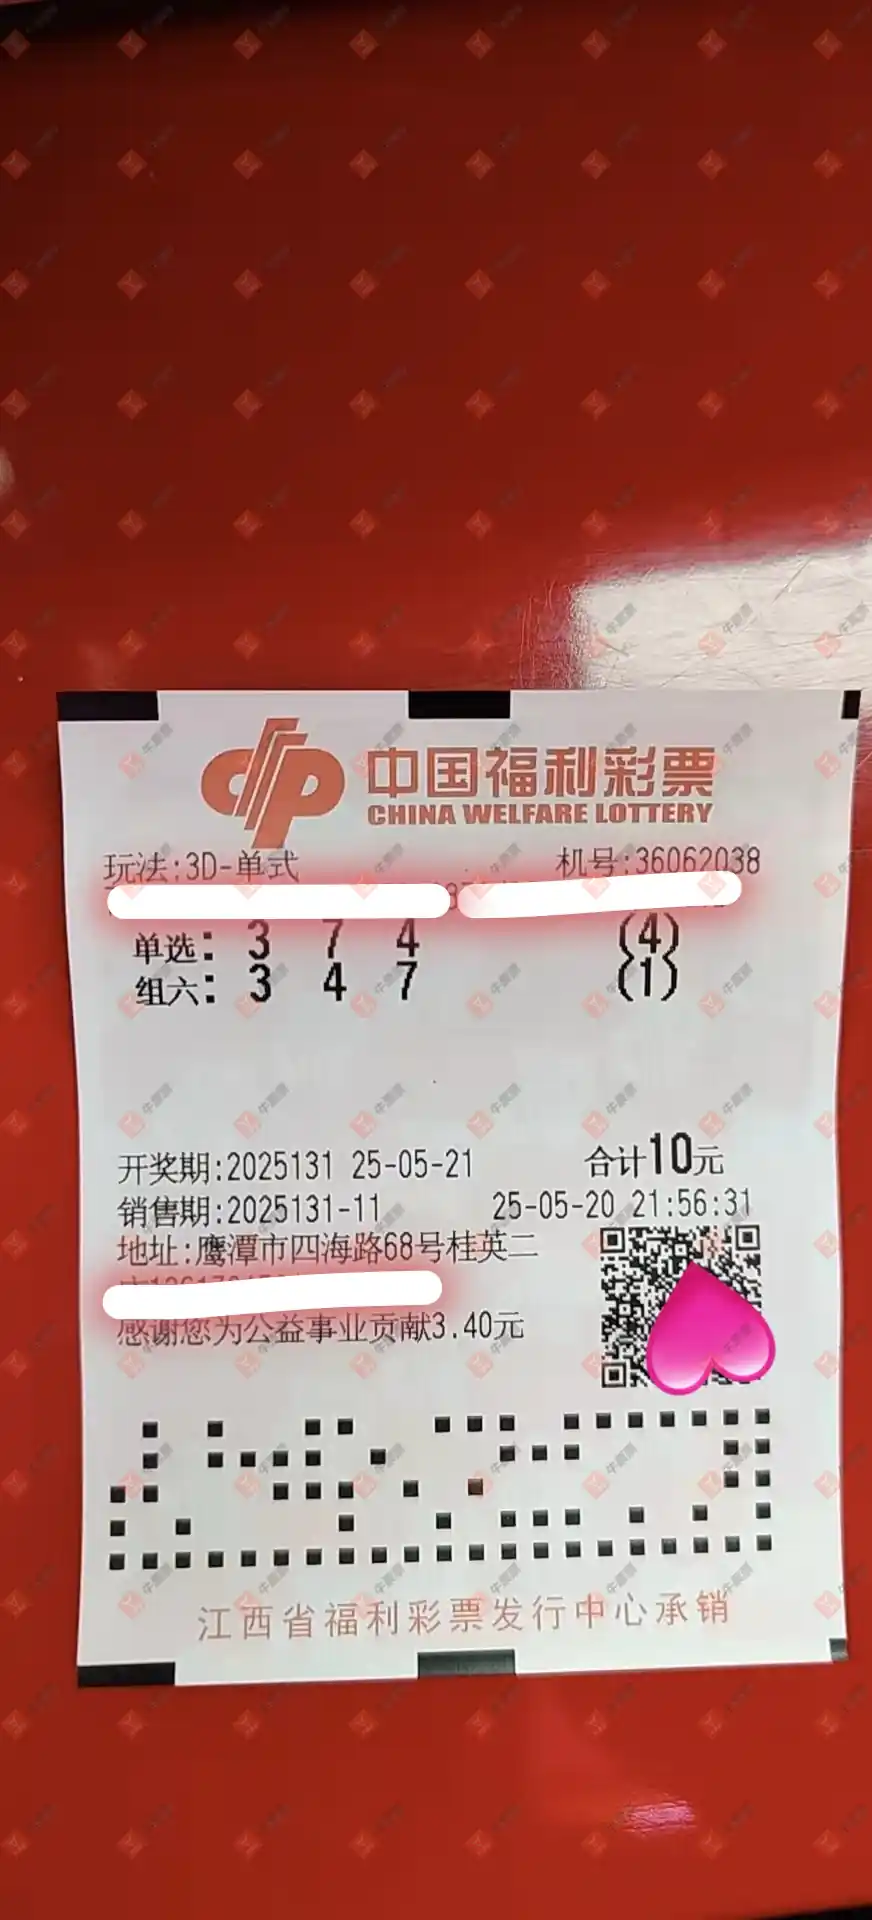 中国福利彩票
CHINA WELFARE LOTTERY
玩法:3D-单式 机号:36062038
单选: 3 7 4 (4)
组六: 3 4 7 (1)
开奖期:2025131 25-05-21 合计10元
销售期:2025131-11 25-05-20 21:56:31
地址:鹰潭市四海路68号桂英二
感谢您为公益事业贡献3.40元
江西省福利彩票发行中心承销